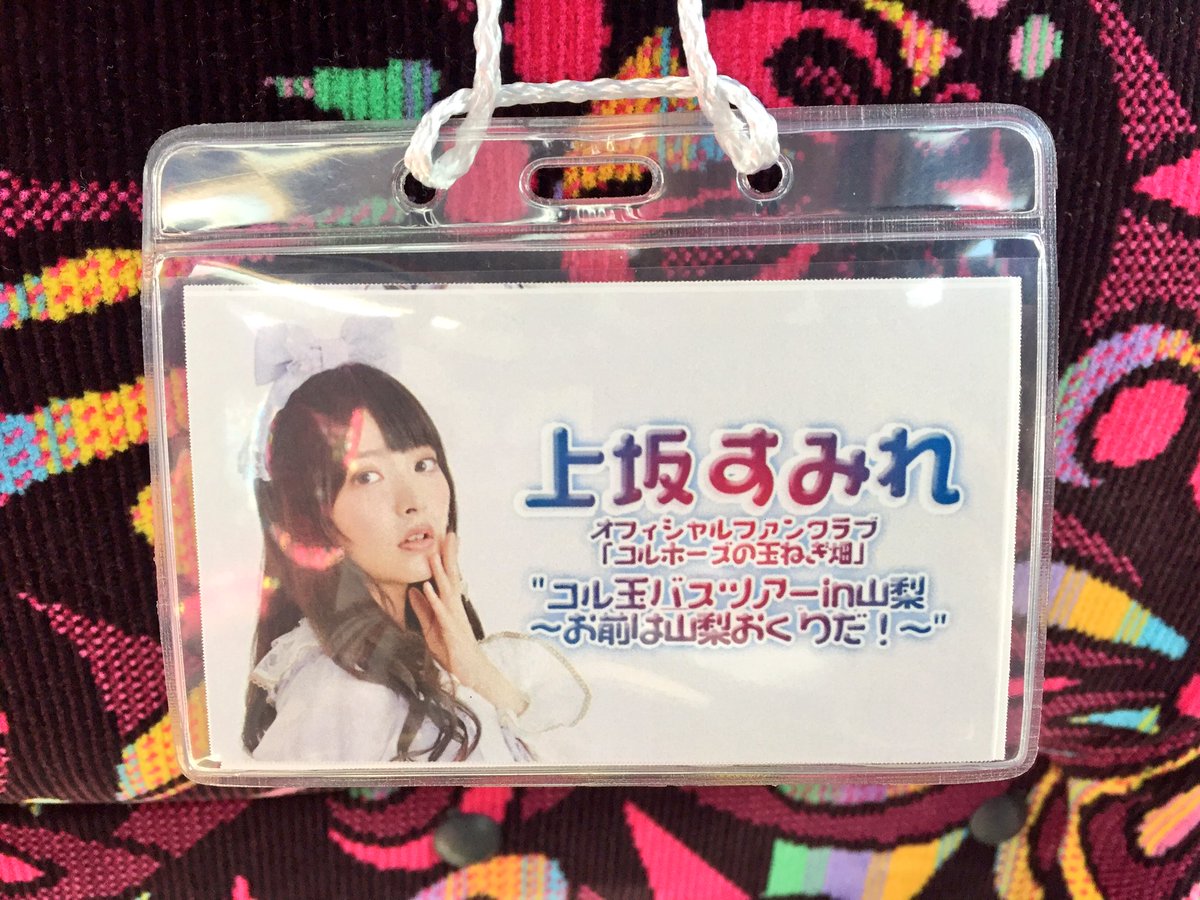 上坂すみれ
オフィシャルファンクラブ
「コルホーズの玉ねぎ畑」
"コル玉バスツアーin山梨
〜お前は山梨おくりだ！〜"